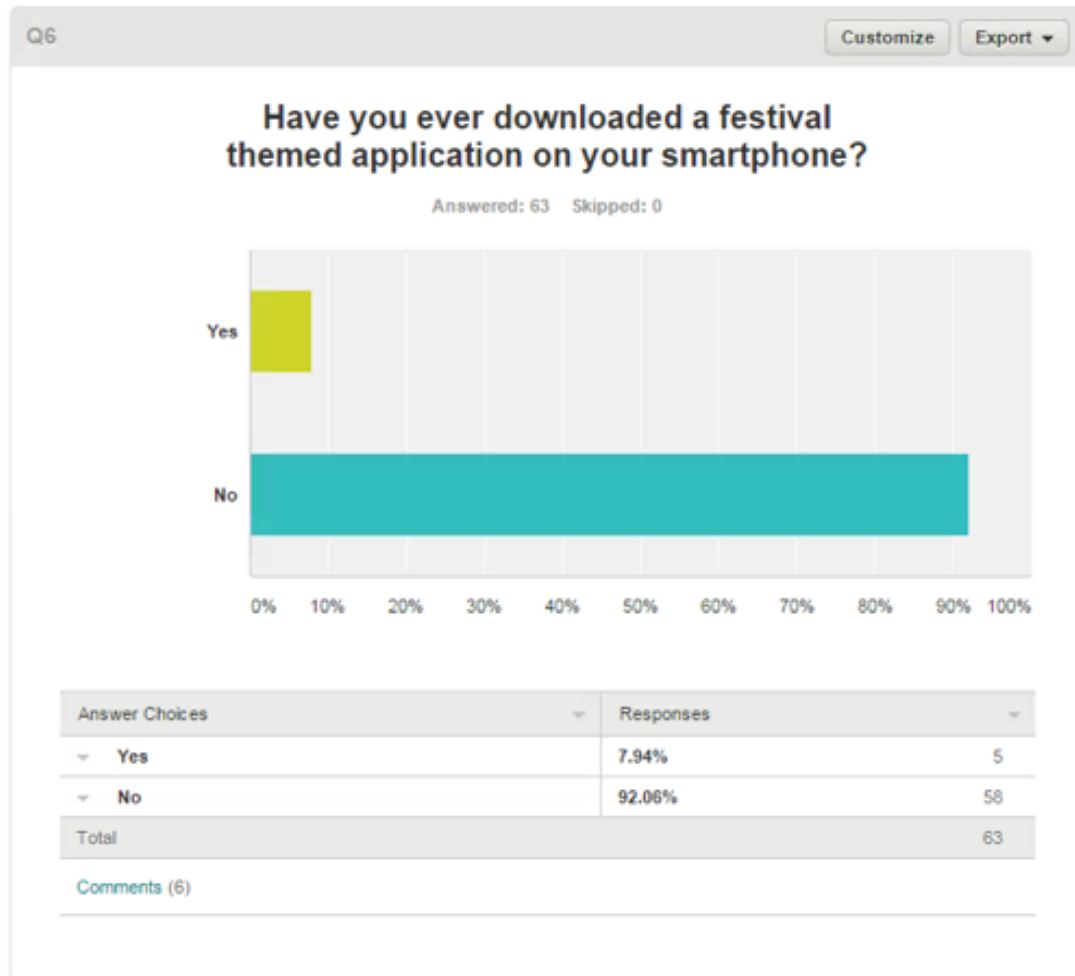 Q6
Customize
Export
Have you ever downloaded a festival
themed application on your smartphone?
Answered: 63 Skipped: 0
Yes
No
0% 10% 20% 30% 40% 50% 60% 70% 80% 90% 100%
Answer Choices Responses
Yes 7.94% 5
No 92.06% 58
Total 63
Comments (6)